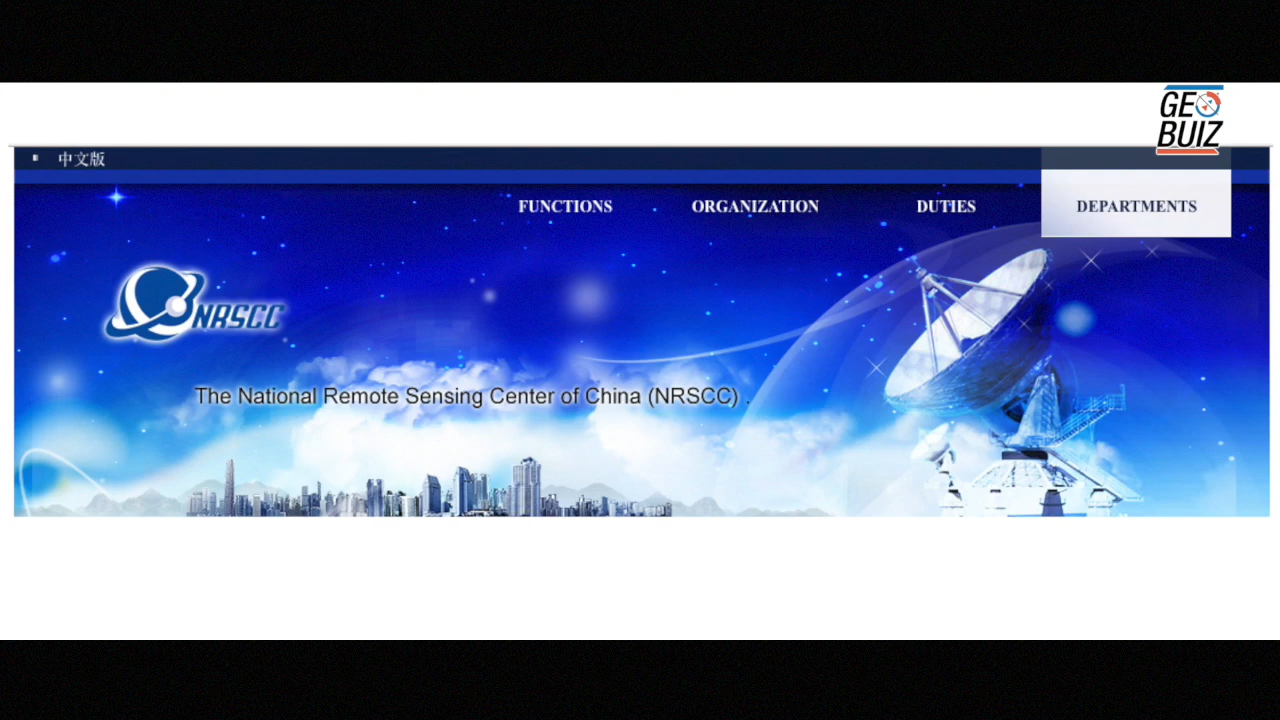 GEO
BUIZ
中文版
FUNCTIONS ORGANIZATION DUTIES DEPARTMENTS
NRSCC
The National Remote Sensing Center of China (NRSCC) .